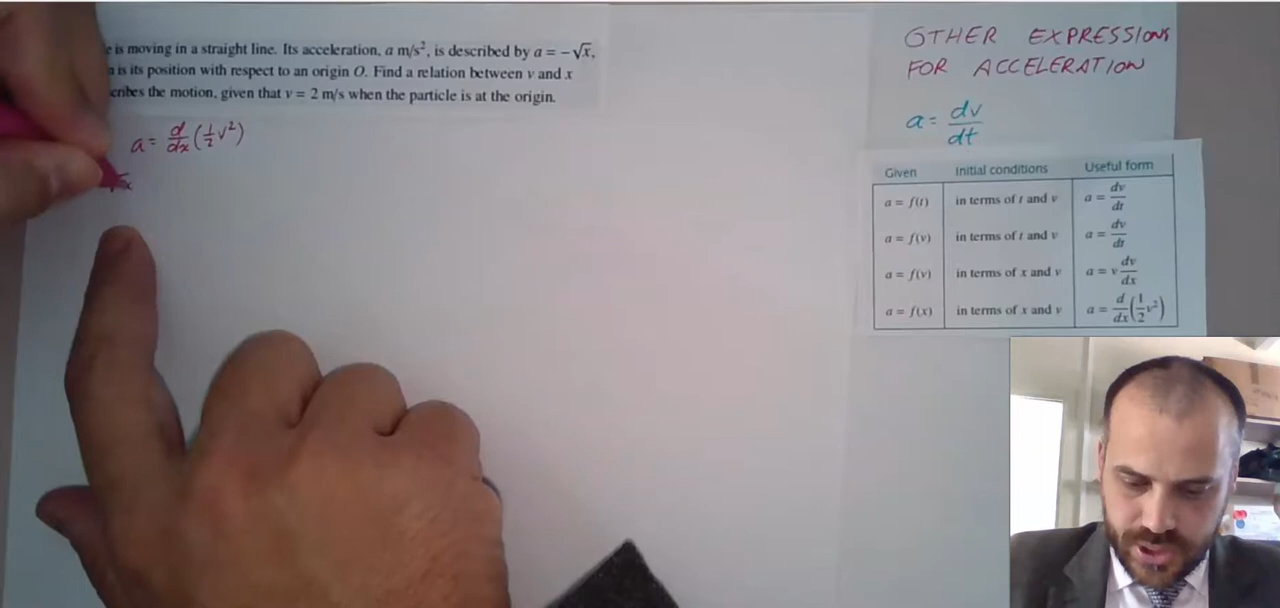 is moving in a straight line. Its acceleration, a m/s², is described by a = −√x,
is its position with respect to an origin O. Find a relation between v and x
the motion, given that v = 2 m/s when the particle is at the origin.
a = d/dx (½v²)
OTHER EXPRESSIONS
FOR ACCELERATION
a = dv/dt
Given Initial conditions Useful form
a = f(t) in terms of t and v a = dv/dt
a = f(v) in terms of t and v a = dv/dt
a = f(v) in terms of x and v a = v dv/dx
a = f(x) in terms of x and v a = d/dx (½v²)